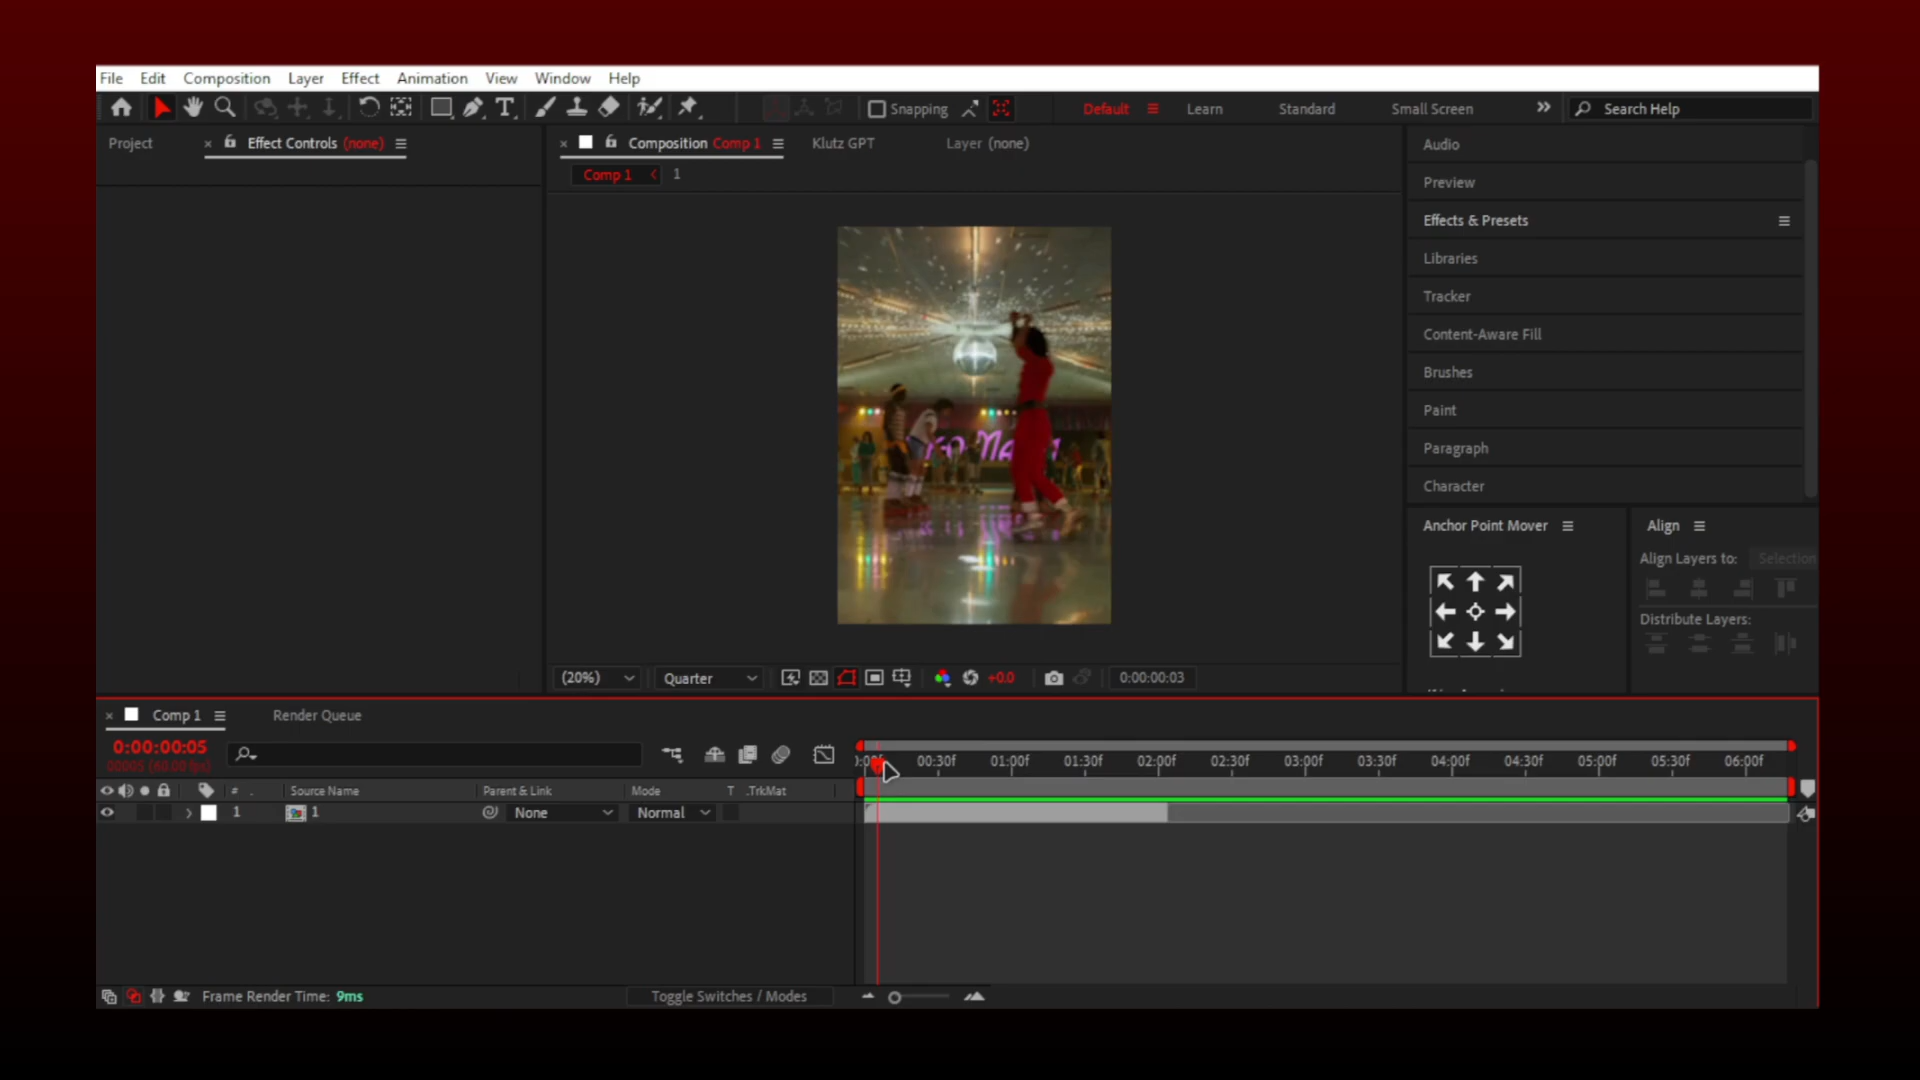 File Edit Composition Layer Effect Animation View Window Help
Snapping Default Learn Standard Small Screen Search Help
Project × Effect Controls (none) × Composition Comp 1 Klutz GPT Layer (none)
Comp 1 1
Audio
Preview
Effects & Presets
Libraries
Tracker
Content-Aware Fill
Brushes
Paint
Paragraph
Character
Anchor Point Mover Align
Align Layers to: Selection
Distribute Layers:
(20%) Quarter +0.0 0:00:00:03
× Comp 1 Render Queue
0:00:00:05
00005 (60.00 fps)
00:30f 01:00f 01:30f 02:00f 02:30f 03:00f 03:30f 04:00f 04:30f 05:00f 05:30f 06:00f
# Source Name Parent & Link Mode T .TrkMat
1 1 None Normal
Frame Render Time: 9ms Toggle Switches / Modes